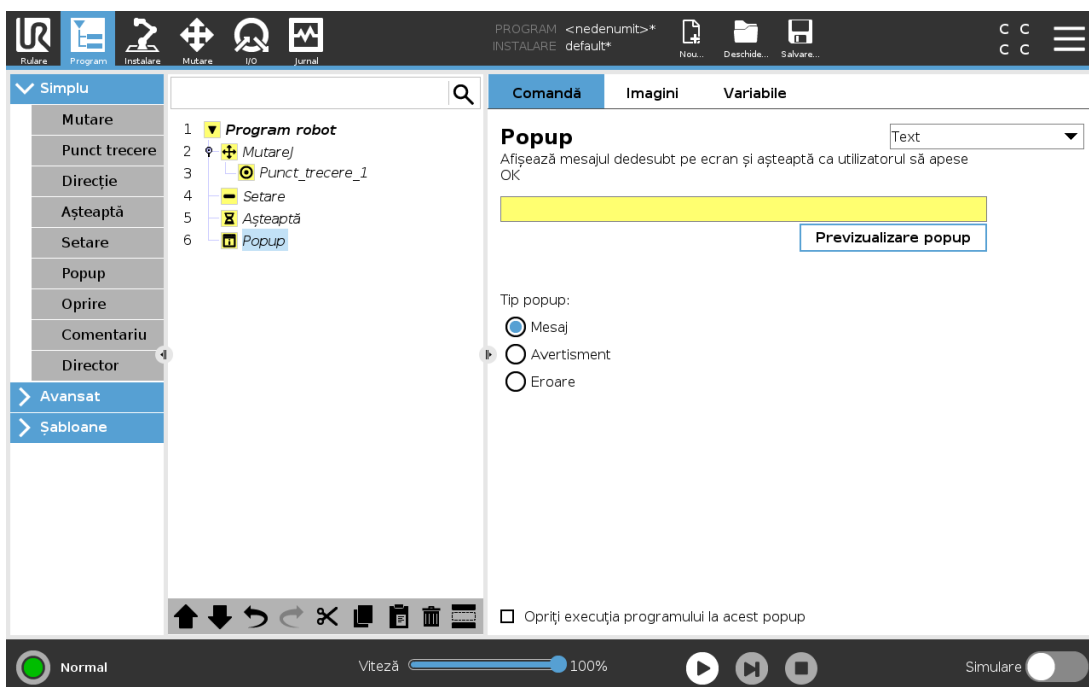 PROGRAM <nedenumit>*
INSTALARE default*
Rulare Program Instalare Mutare I/O Jurnal Nou... Deschide... Salvare...
C C
C C
Simplu
Mutare
Punct trecere
Direcție
Așteaptă
Setare
Popup
Oprire
Comentariu
Director
Avansat
Șabloane
1 Program robot
2 MutareJ
3 Punct_trecere_1
4 Setare
5 Așteaptă
6 Popup
Comandă Imagini Variabile
Popup Text
Afișează mesajul dedesubt pe ecran și așteaptă ca utilizatorul să apese
OK
Previzualizare popup
Tip popup:
Mesaj
Avertisment
Eroare
Opriți execuția programului la acest popup
Normal Viteză 100% Simulare